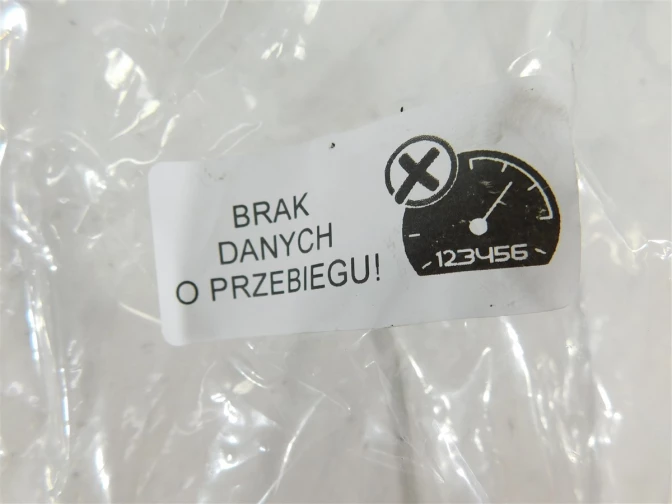 BRAK
DANYCH
O PRZEBIEGU!
123456